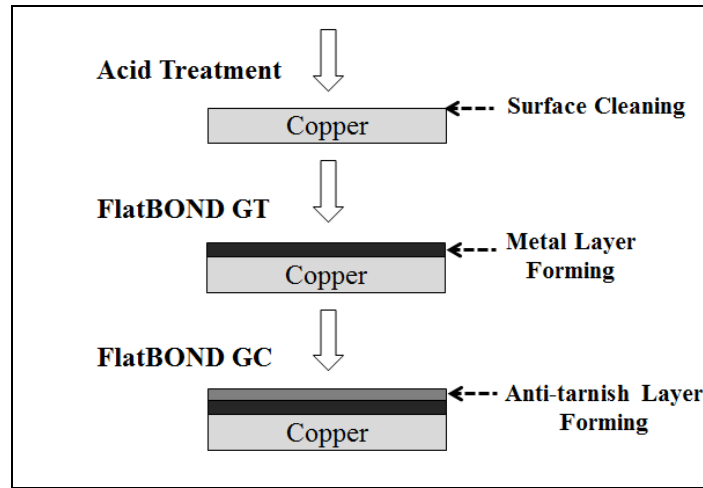 Acid Treatment
Copper
Surface Cleaning
FlatBOND GT
Copper
Metal Layer
Forming
FlatBOND GC
Copper
Anti-tarnish Layer
Forming